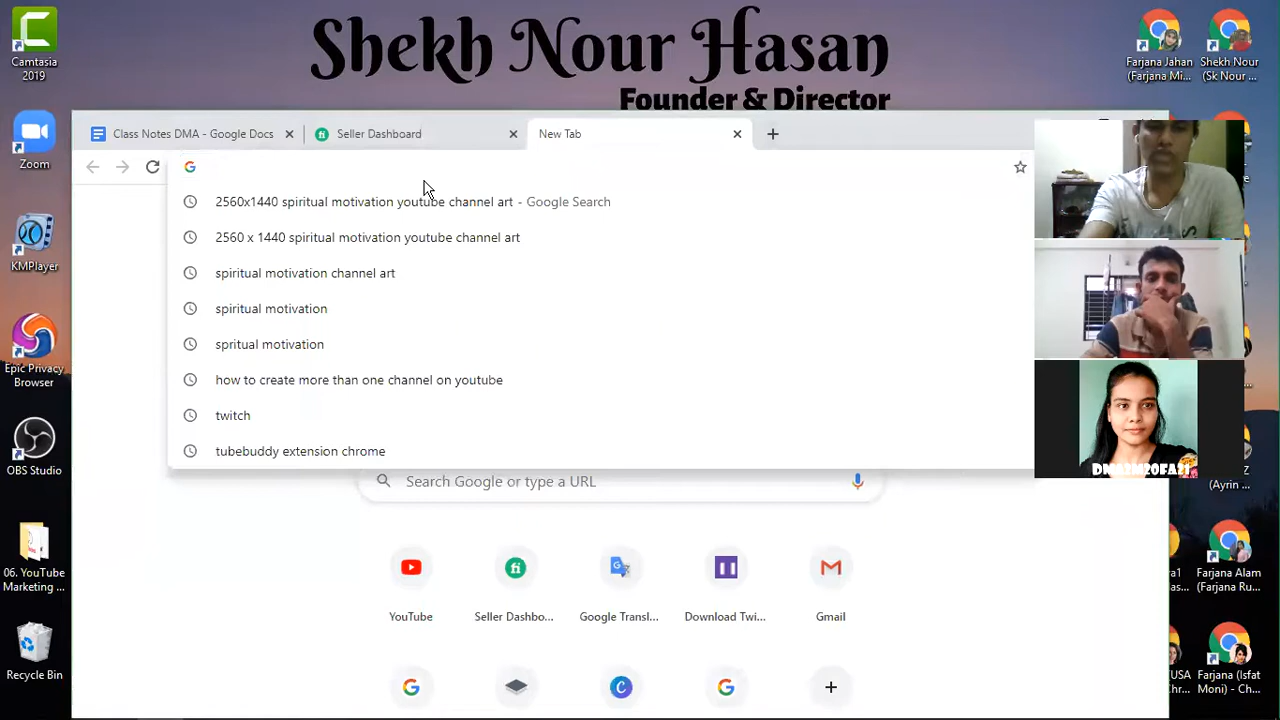 Shekh Nour Hasan
Founder & Director
Camtasia
2019
Zoom
KMPlayer
Epic Privacy
Browser
OBS Studio
06. YouTube
Marketing ...
Recycle Bin
Farjana Jahan
(Farjana Mi...
Shekh Nour
(Sk Nour ...
Class Notes DMA - Google Docs
Seller Dashboard
New Tab
2560x1440 spiritual motivation youtube channel art - Google Search
2560 x 1440 spiritual motivation youtube channel art
spiritual motivation channel art
spiritual motivation
spritual motivation
how to create more than one channel on youtube
twitch
tubebuddy extension chrome
Search Google or type a URL
YouTube
Seller Dashbo...
Google Transl...
Download Twi...
Gmail
(Ayrin ...
Farjana Alam
(Farjana Ru...
Farjana (Isfat
Moni) - Ch...